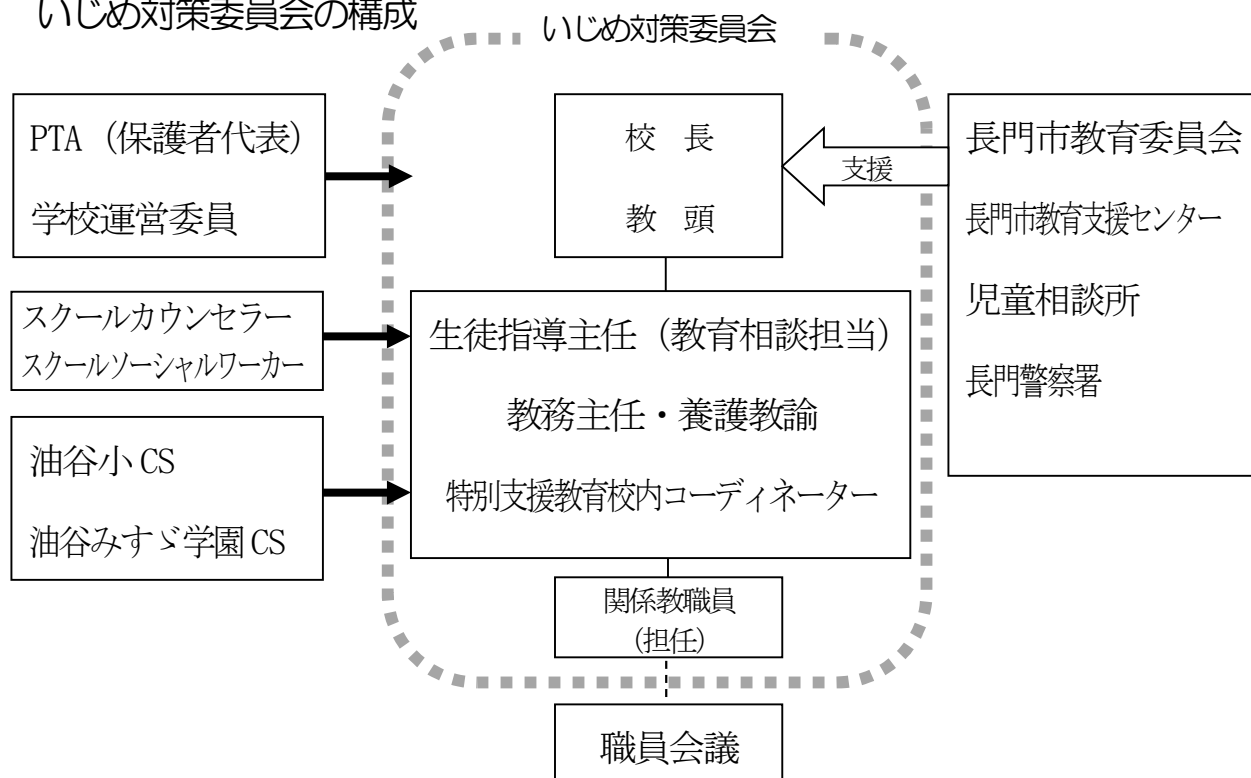 いじめ対策委員会の構成
いじめ対策委員会
PTA（保護者代表）
学校運営委員
スクールカウンセラー
スクールソーシャルワーカー
油谷小 CS
油谷みすゞ学園 CS
校　長
教　頭
生徒指導主任（教育相談担当）
教務主任・養護教諭
特別支援教育校内コーディネーター
関係教職員
(担任)
職員会議
支援
長門市教育委員会
長門市教育支援センター
児童相談所
長門警察署